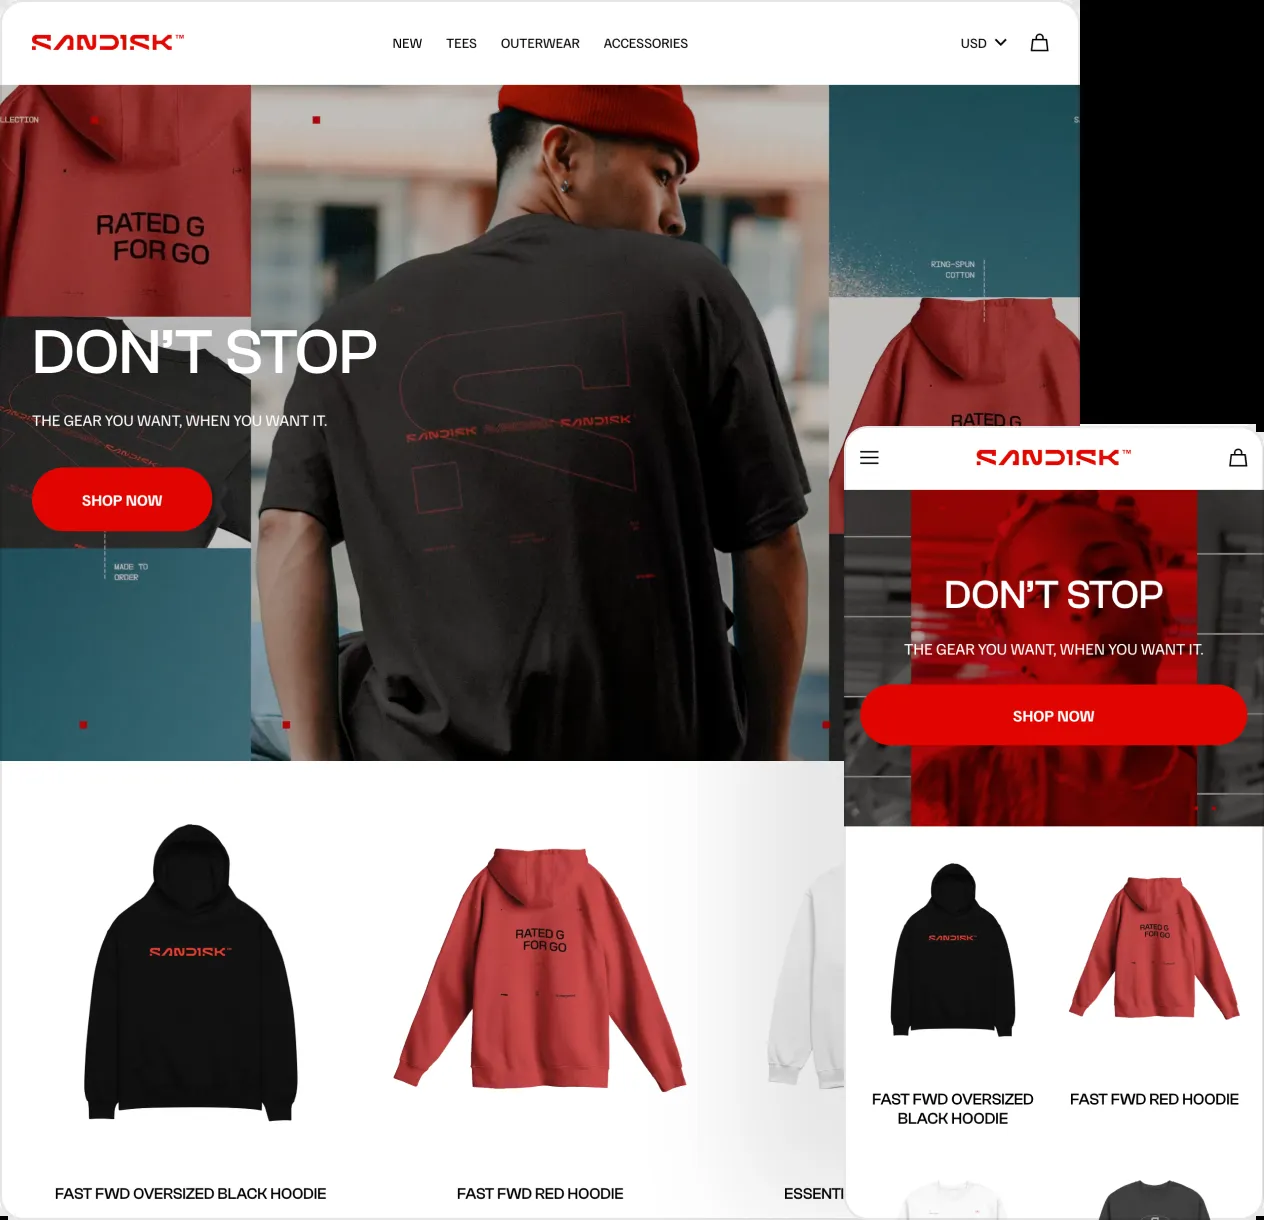 SANDISK™
NEW TEES OUTERWEAR ACCESSORIES
USD
LLECTION
RATED G
FOR GO
RING-SPUN
COTTON
DON'T STOP
THE GEAR YOU WANT, WHEN YOU WANT IT.
SANDISK SANDISK
SHOP NOW
MADE TO
ORDER
RATED G
SANDISK™
RATED G
FOR GO
FAST FWD OVERSIZED BLACK HOODIE
FAST FWD RED HOODIE
ESSENTI
SANDISK™
DON'T STOP
THE GEAR YOU WANT, WHEN YOU WANT IT.
SHOP NOW
SANDISK™
RATED G
FOR GO
FAST FWD OVERSIZED
BLACK HOODIE
FAST FWD RED HOODIE